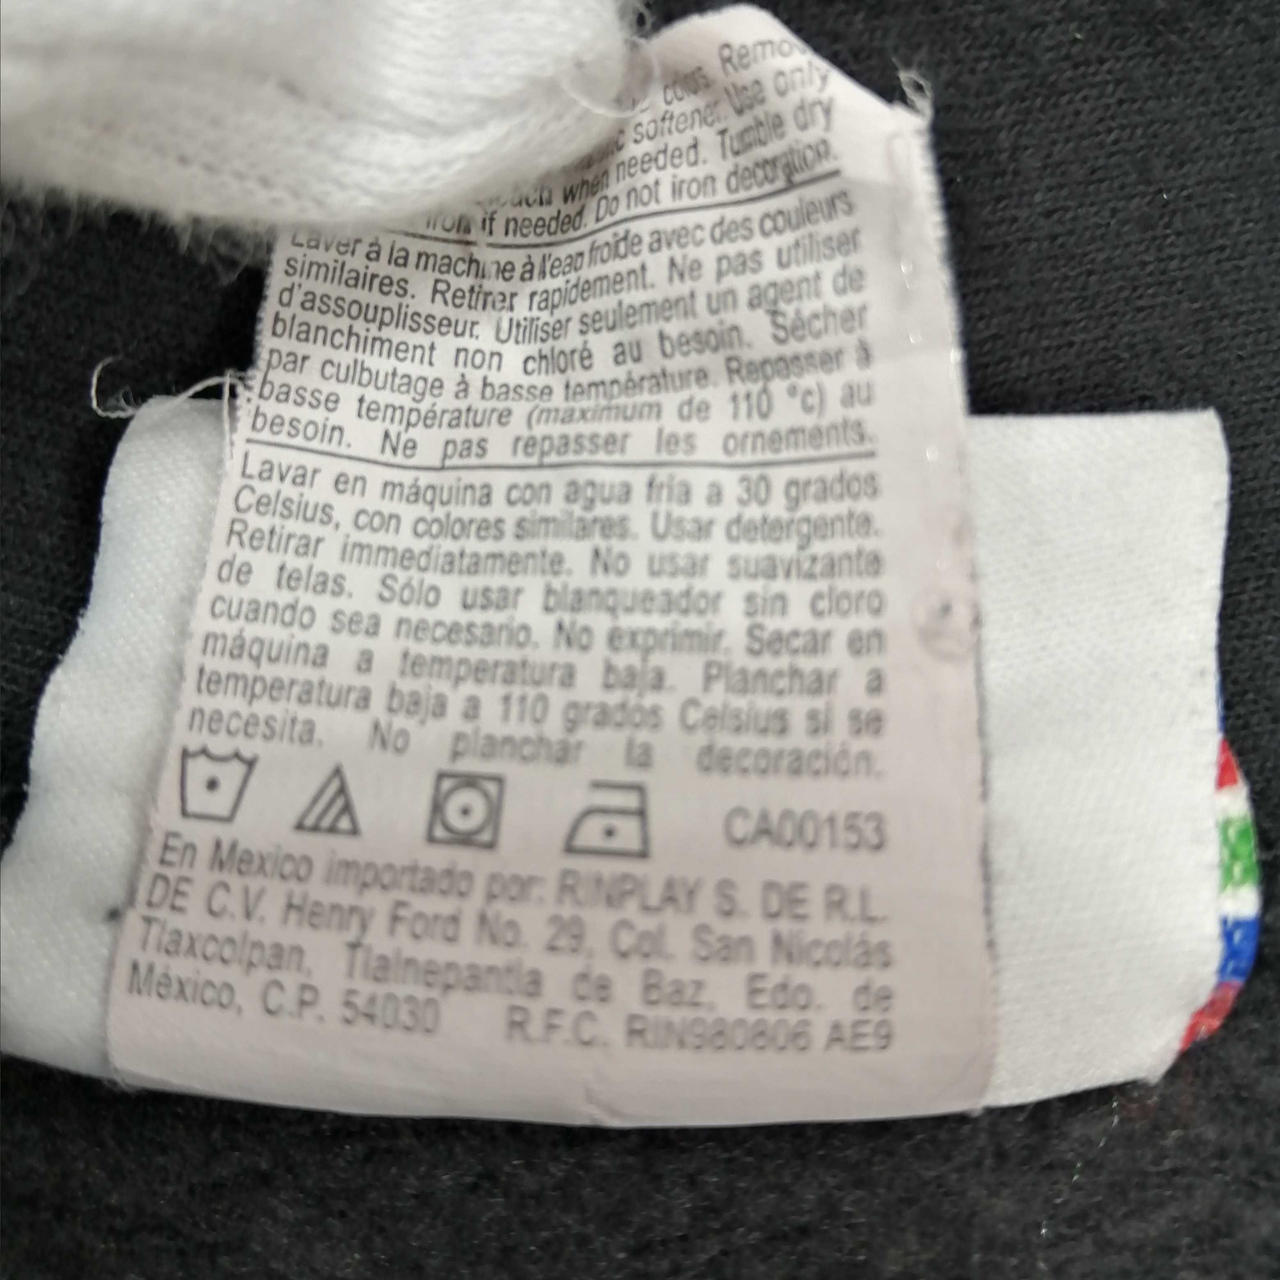 colors. Remo
softener. Use only
when needed. Tumble dry
iron if needed. Do not iron decoration.
Laver à la machine à l'eau froide avec des couleurs
similaires. Retirer rapidement. Ne pas utiliser
d'assouplisseur. Utiliser seulement un agent de
blanchiment non chloré au besoin. Sécher
par culbutage à basse température. Repasser à
basse température (maximum de 110 °c) au
besoin. Ne pas repasser les ornements.
Lavar en máquina con agua fria a 30 grados
Celsius, con colores similares. Usar detergente.
Retirar immediatamente. No usar suavizante
de telas. Sólo usar blanqueador sin cloro
cuando sea necesario. No exprimir. Secar en
máquina a temperatura baja. Planchar a
temperatura baja a 110 grados Celsius si se
necesita. No planchar la decoración.
CA00153
En Mexico importado por: RINPLAY S. DE R.L.
DE C.V. Henry Ford No. 29, Col. San Nicolás
Tlaxcolpan, Tlalnepantla de Baz, Edo. de
México, C.P. 54030 R.F.C. RIN980806 AE9